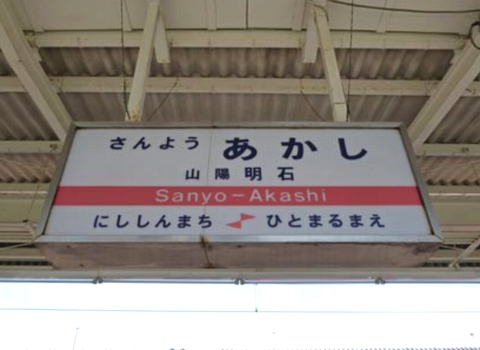 さんよう あかし
山陽明石
Sanyo-Akashi
にししんまち ひとまるまえ